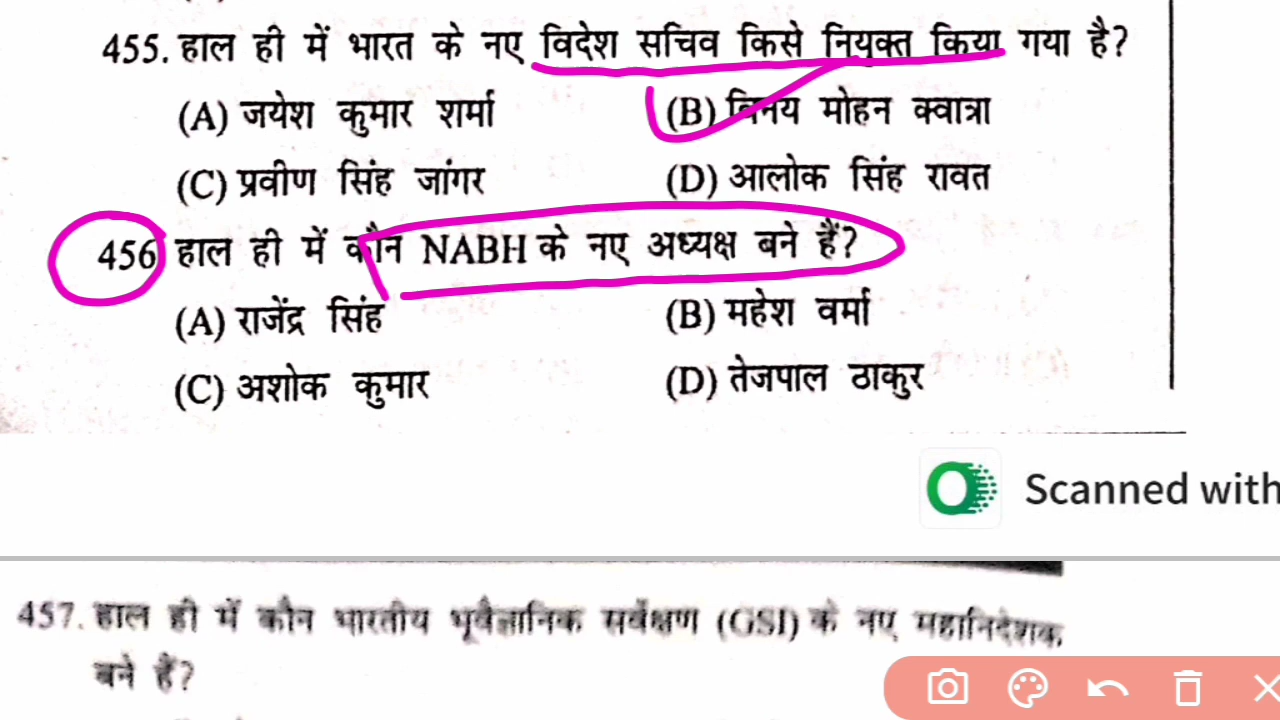 455. हाल ही में भारत के नए विदेश सचिव किसे नियुक्त किया गया है?
(A) जयेश कुमार शर्मा (B) विनय मोहन क्वात्रा
(C) प्रवीण सिंह जांगर (D) आलोक सिंह रावत
456 हाल ही में कौन NABH के नए अध्यक्ष बने हैं?
(A) राजेंद्र सिंह (B) महेश वर्मा
(C) अशोक कुमार (D) तेजपाल ठाकुर
Scanned with
457. हाल ही में कौन भारतीय भूवैज्ञानिक सर्वेक्षण (GSI) के नए महानिदेशक
बने हैं?